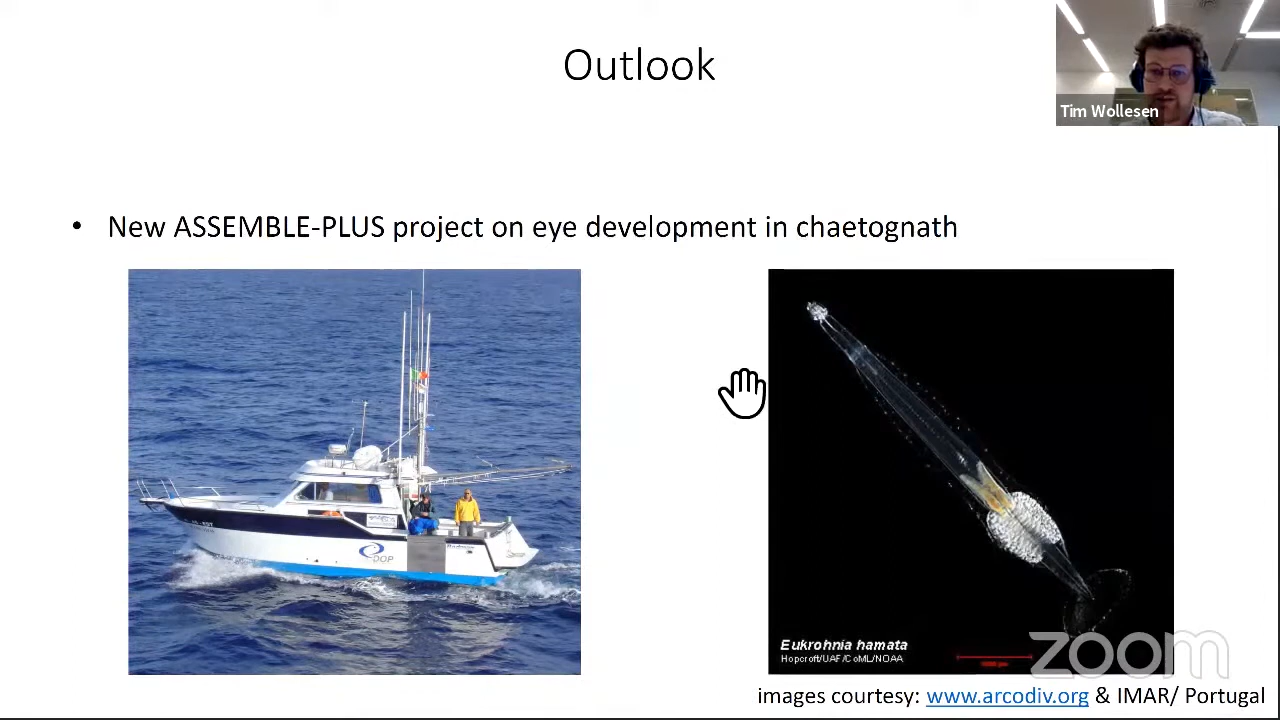 Outlook
Tim Wollesen
• New ASSEMBLE-PLUS project on eye development in chaetognath
DOP
Eukrohnia hamata
Hopcroft/UAF/CoML/NOAA
zoom
images courtesy: www.arcodiv.org & IMAR/ Portugal